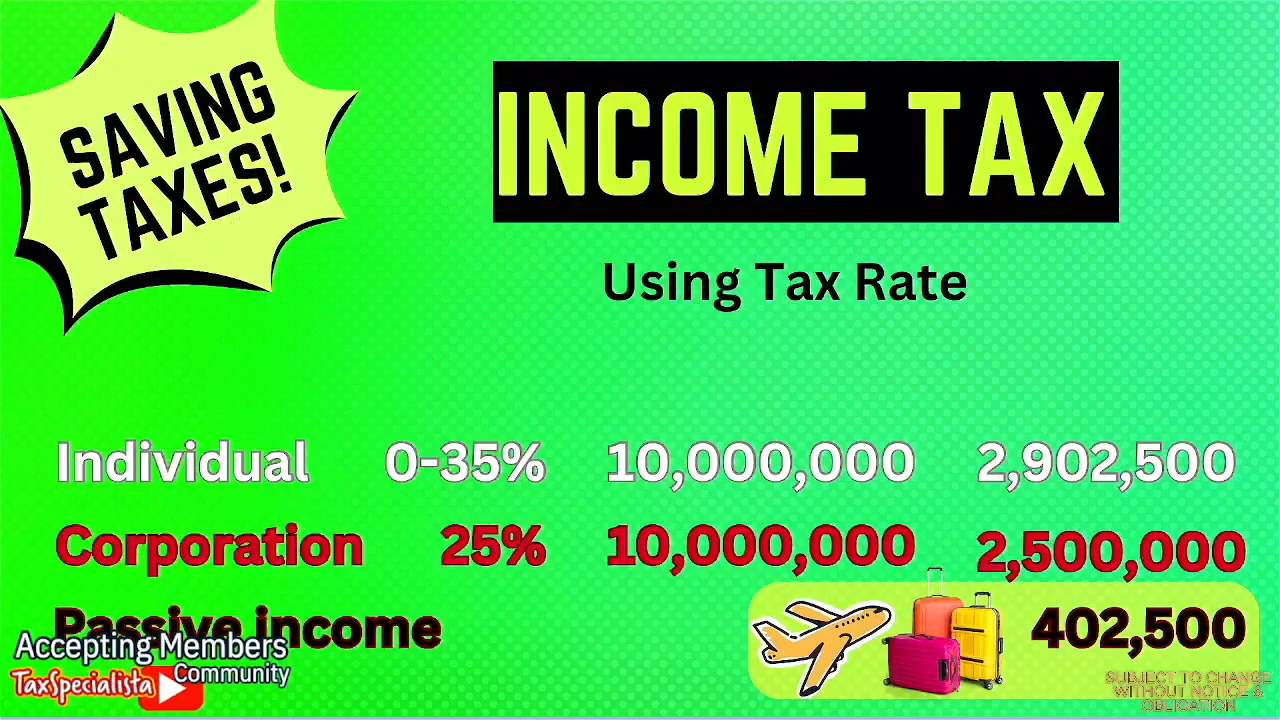 SAVING
TAXES!
INCOME TAX
Using Tax Rate
Individual 0-35% 10,000,000 2,902,500
Corporation 25% 10,000,000 2,500,000
Passive income 402,500
Accepting Members
Community
TaxSpecialista
SUBJECT TO CHANGE
WITHOUT NOTICE &
OBLIGATION